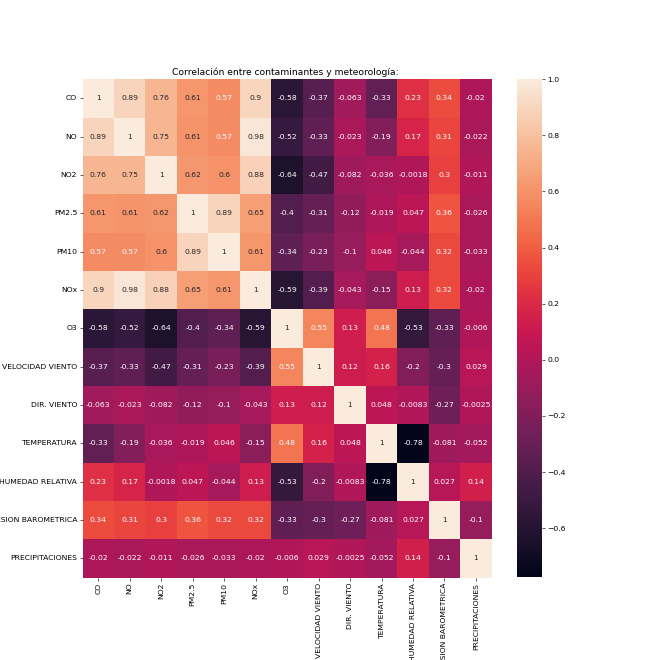 Correlación entre contaminantes y meteorología:
CO 1 0.89 0.76 0.61 0.57 0.9 -0.58 -0.37 -0.063 -0.33 0.23 0.34 -0.02
NO 0.89 1 0.75 0.61 0.57 0.98 -0.52 -0.33 -0.023 -0.19 0.17 0.31 -0.022
NO2 0.76 0.75 1 0.62 0.6 0.88 -0.64 -0.47 -0.082 -0.036 -0.0018 0.3 -0.011
PM2.5 0.61 0.61 0.62 1 0.89 0.65 -0.4 -0.31 -0.12 -0.019 0.047 0.36 -0.026
PM10 0.57 0.57 0.6 0.89 1 0.61 -0.34 -0.23 -0.1 0.046 -0.044 0.32 -0.033
NOx 0.9 0.98 0.88 0.65 0.61 1 -0.59 -0.39 -0.043 -0.15 0.13 0.32 -0.02
O3 -0.58 -0.52 -0.64 -0.4 -0.34 -0.59 1 0.55 0.13 0.48 -0.53 -0.33 -0.006
VELOCIDAD VIENTO -0.37 -0.33 -0.47 -0.31 -0.23 -0.39 0.55 1 0.12 0.16 -0.2 -0.3 0.029
DIR. VIENTO -0.063 -0.023 -0.082 -0.12 -0.1 -0.043 0.13 0.12 1 0.048 -0.0083 -0.27 -0.0025
TEMPERATURA -0.33 -0.19 -0.036 -0.019 0.046 -0.15 0.48 0.16 0.048 1 -0.78 -0.081 -0.052
HUMEDAD RELATIVA 0.23 0.17 -0.0018 0.047 -0.044 0.13 -0.53 -0.2 -0.0083 -0.78 1 0.027 0.14
ESION BAROMETRICA 0.34 0.31 0.3 0.36 0.32 0.32 -0.33 -0.3 -0.27 -0.081 0.027 1 -0.1
PRECIPITACIONES -0.02 -0.022 -0.011 -0.026 -0.033 -0.02 -0.006 0.029 -0.0025 -0.052 0.14 -0.1 1
CO
NO
NO2
PM2.5
PM10
NOx
O3
VELOCIDAD VIENTO
DIR. VIENTO
TEMPERATURA
HUMEDAD RELATIVA
SION BAROMETRICA
PRECIPITACIONES
1.0
0.8
0.6
0.4
0.2
0.0
−0.2
−0.4
−0.6